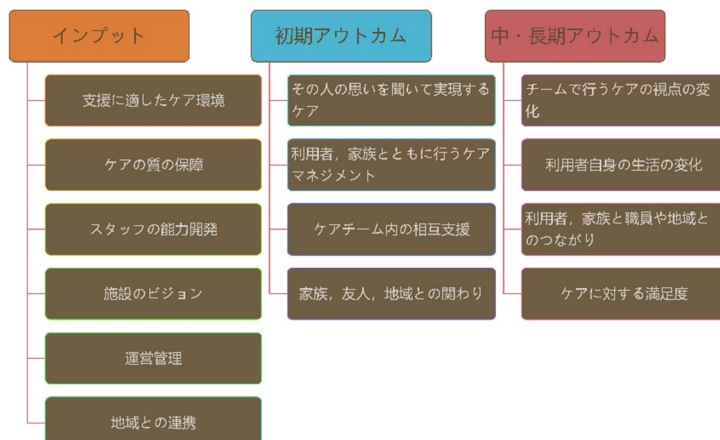 インプット
支援に適したケア環境
ケアの質の保障
スタッフの能力開発
施設のビジョン
運営管理
地域との連携
初期アウトカム
その人の思いを聞いて実現する
ケア
利用者，家族とともに行うケア
マネジメント
ケアチーム内の相互支援
家族，友人，地域との関わり
中・長期アウトカム
チームで行うケアの視点の変
化
利用者自身の生活の変化
利用者，家族と職員や地域と
のつながり
ケアに対する満足度